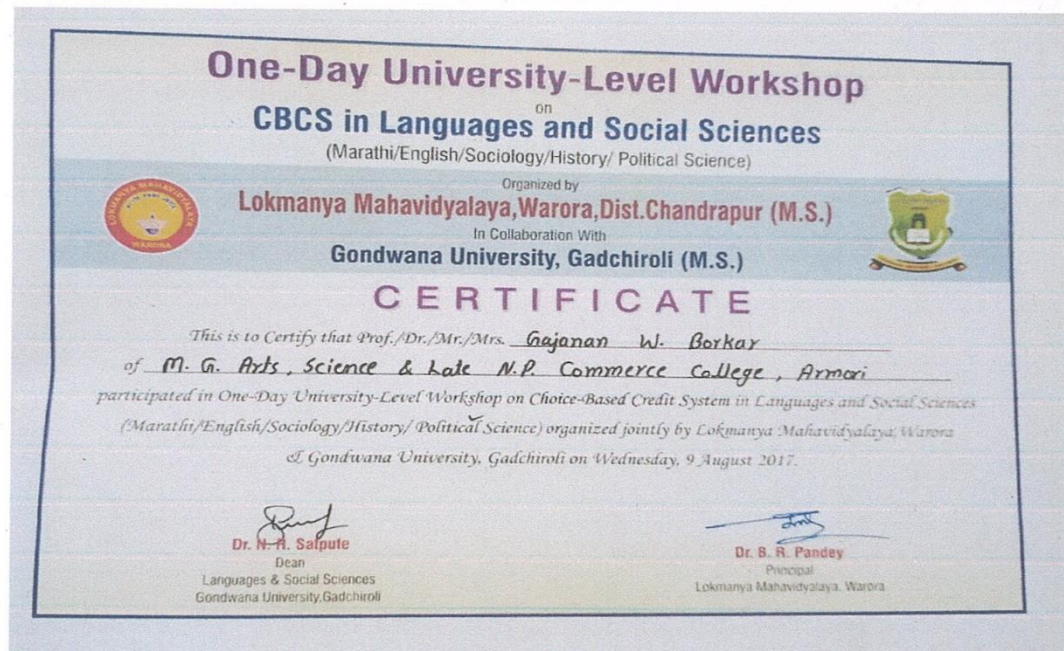 One-Day University-Level Workshop
on
CBCS in Languages and Social Sciences
(Marathi/English/Sociology/History/ Political Science)
Organized by
Lokmanya Mahavidyalaya,Warora,Dist.Chandrapur (M.S.)
In Collaboration With
Gondwana University, Gadchiroli (M.S.)
LOKMANYA MAHAVIDYALAYA
WARORA
CERTIFICATE
This is to Certify that Prof./Dr./Mr./Mrs. Gajanan W. Borkar
of M. G. Arts, Science & Late N.P. Commerce College, Armori
participated in One-Day University-Level Workshop on Choice-Based Credit System in Languages and Social Sciences
(Marathi/English/Sociology/History/ Political Science) organized jointly by Lokmanya Mahavidyalaya, Warora
& Gondwana University, Gadchiroli on Wednesday, 9 August 2017.
Dr. N. R. Satpute
Dean
Languages & Social Sciences
Gondwana University,Gadchiroli
Dr. B. R. Pandey
Principal
Lokmanya Mahavidyalaya, Warora